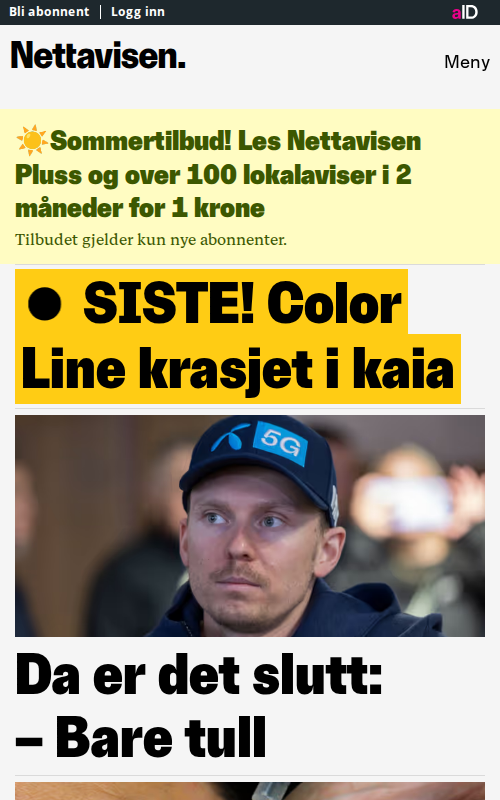 Bli abonnent | Logg inn
aID
Nettavisen.
Meny
☀️Sommertilbud! Les Nettavisen
Pluss og over 100 lokalaviser i 2
måneder for 1 krone
Tilbudet gjelder kun nye abonnenter.
● SISTE! Color
Line krasjet i kaia
5G
Da er det slutt:
– Bare tull